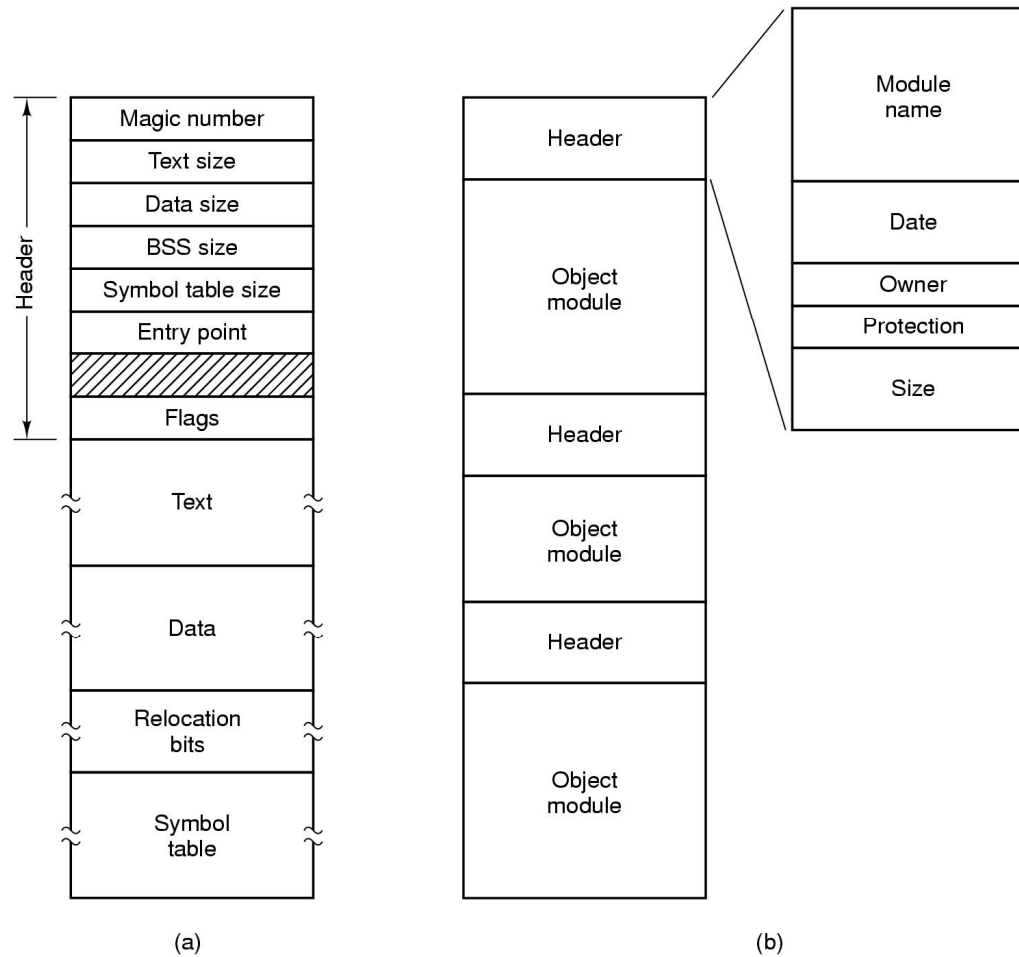 Header
Magic number
Text size
Data size
BSS size
Symbol table size
Entry point
Flags
Text
Data
Relocation
bits
Symbol
table
(a)
Header
Object
module
Header
Object
module
Header
Object
module
Module
name
Date
Owner
Protection
Size
(b)